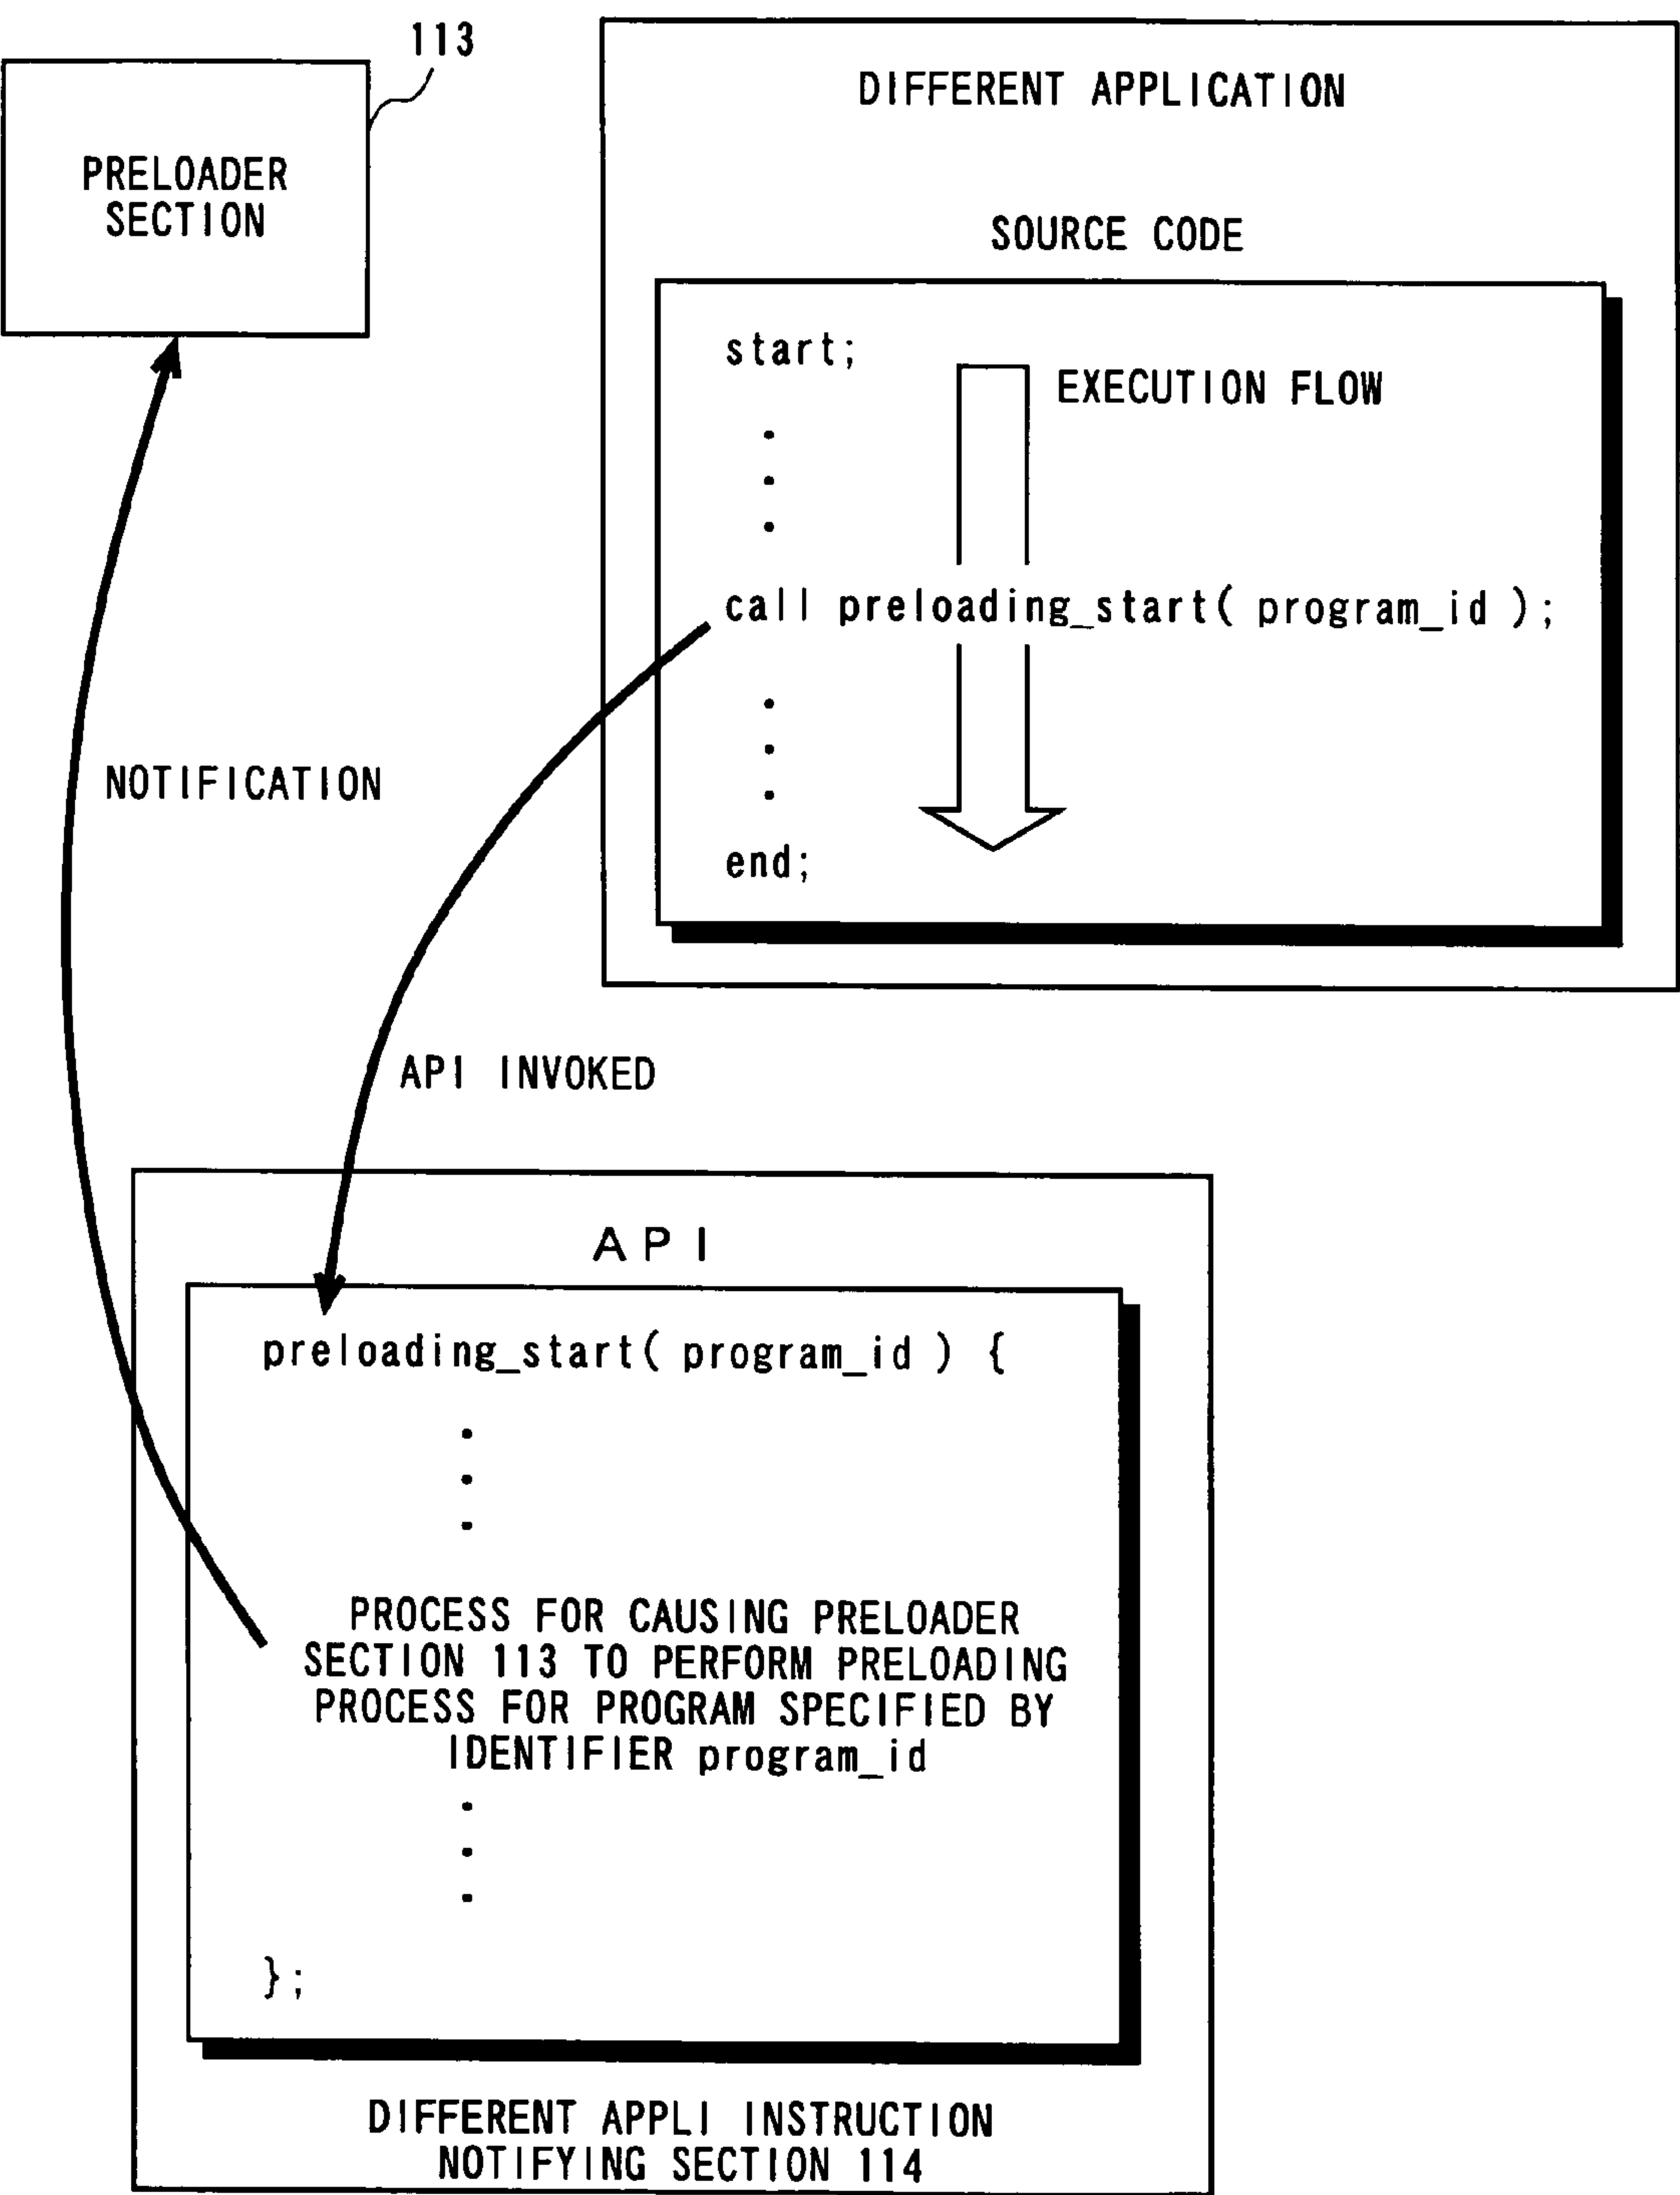 113
PRELOADER
SECTION
DIFFERENT APPLICATION
SOURCE CODE
start;
EXECUTION FLOW
.
.
.
call preloading_start( program_id );
.
.
.
end;
NOTIFICATION
API INVOKED
API
preloading_start( program_id ) {
.
.
.
PROCESS FOR CAUSING PRELOADER
SECTION 113 TO PERFORM PRELOADING
PROCESS FOR PROGRAM SPECIFIED BY
IDENTIFIER program_id
.
.
.
};
DIFFERENT APPLI INSTRUCTION
NOTIFYING SECTION 114